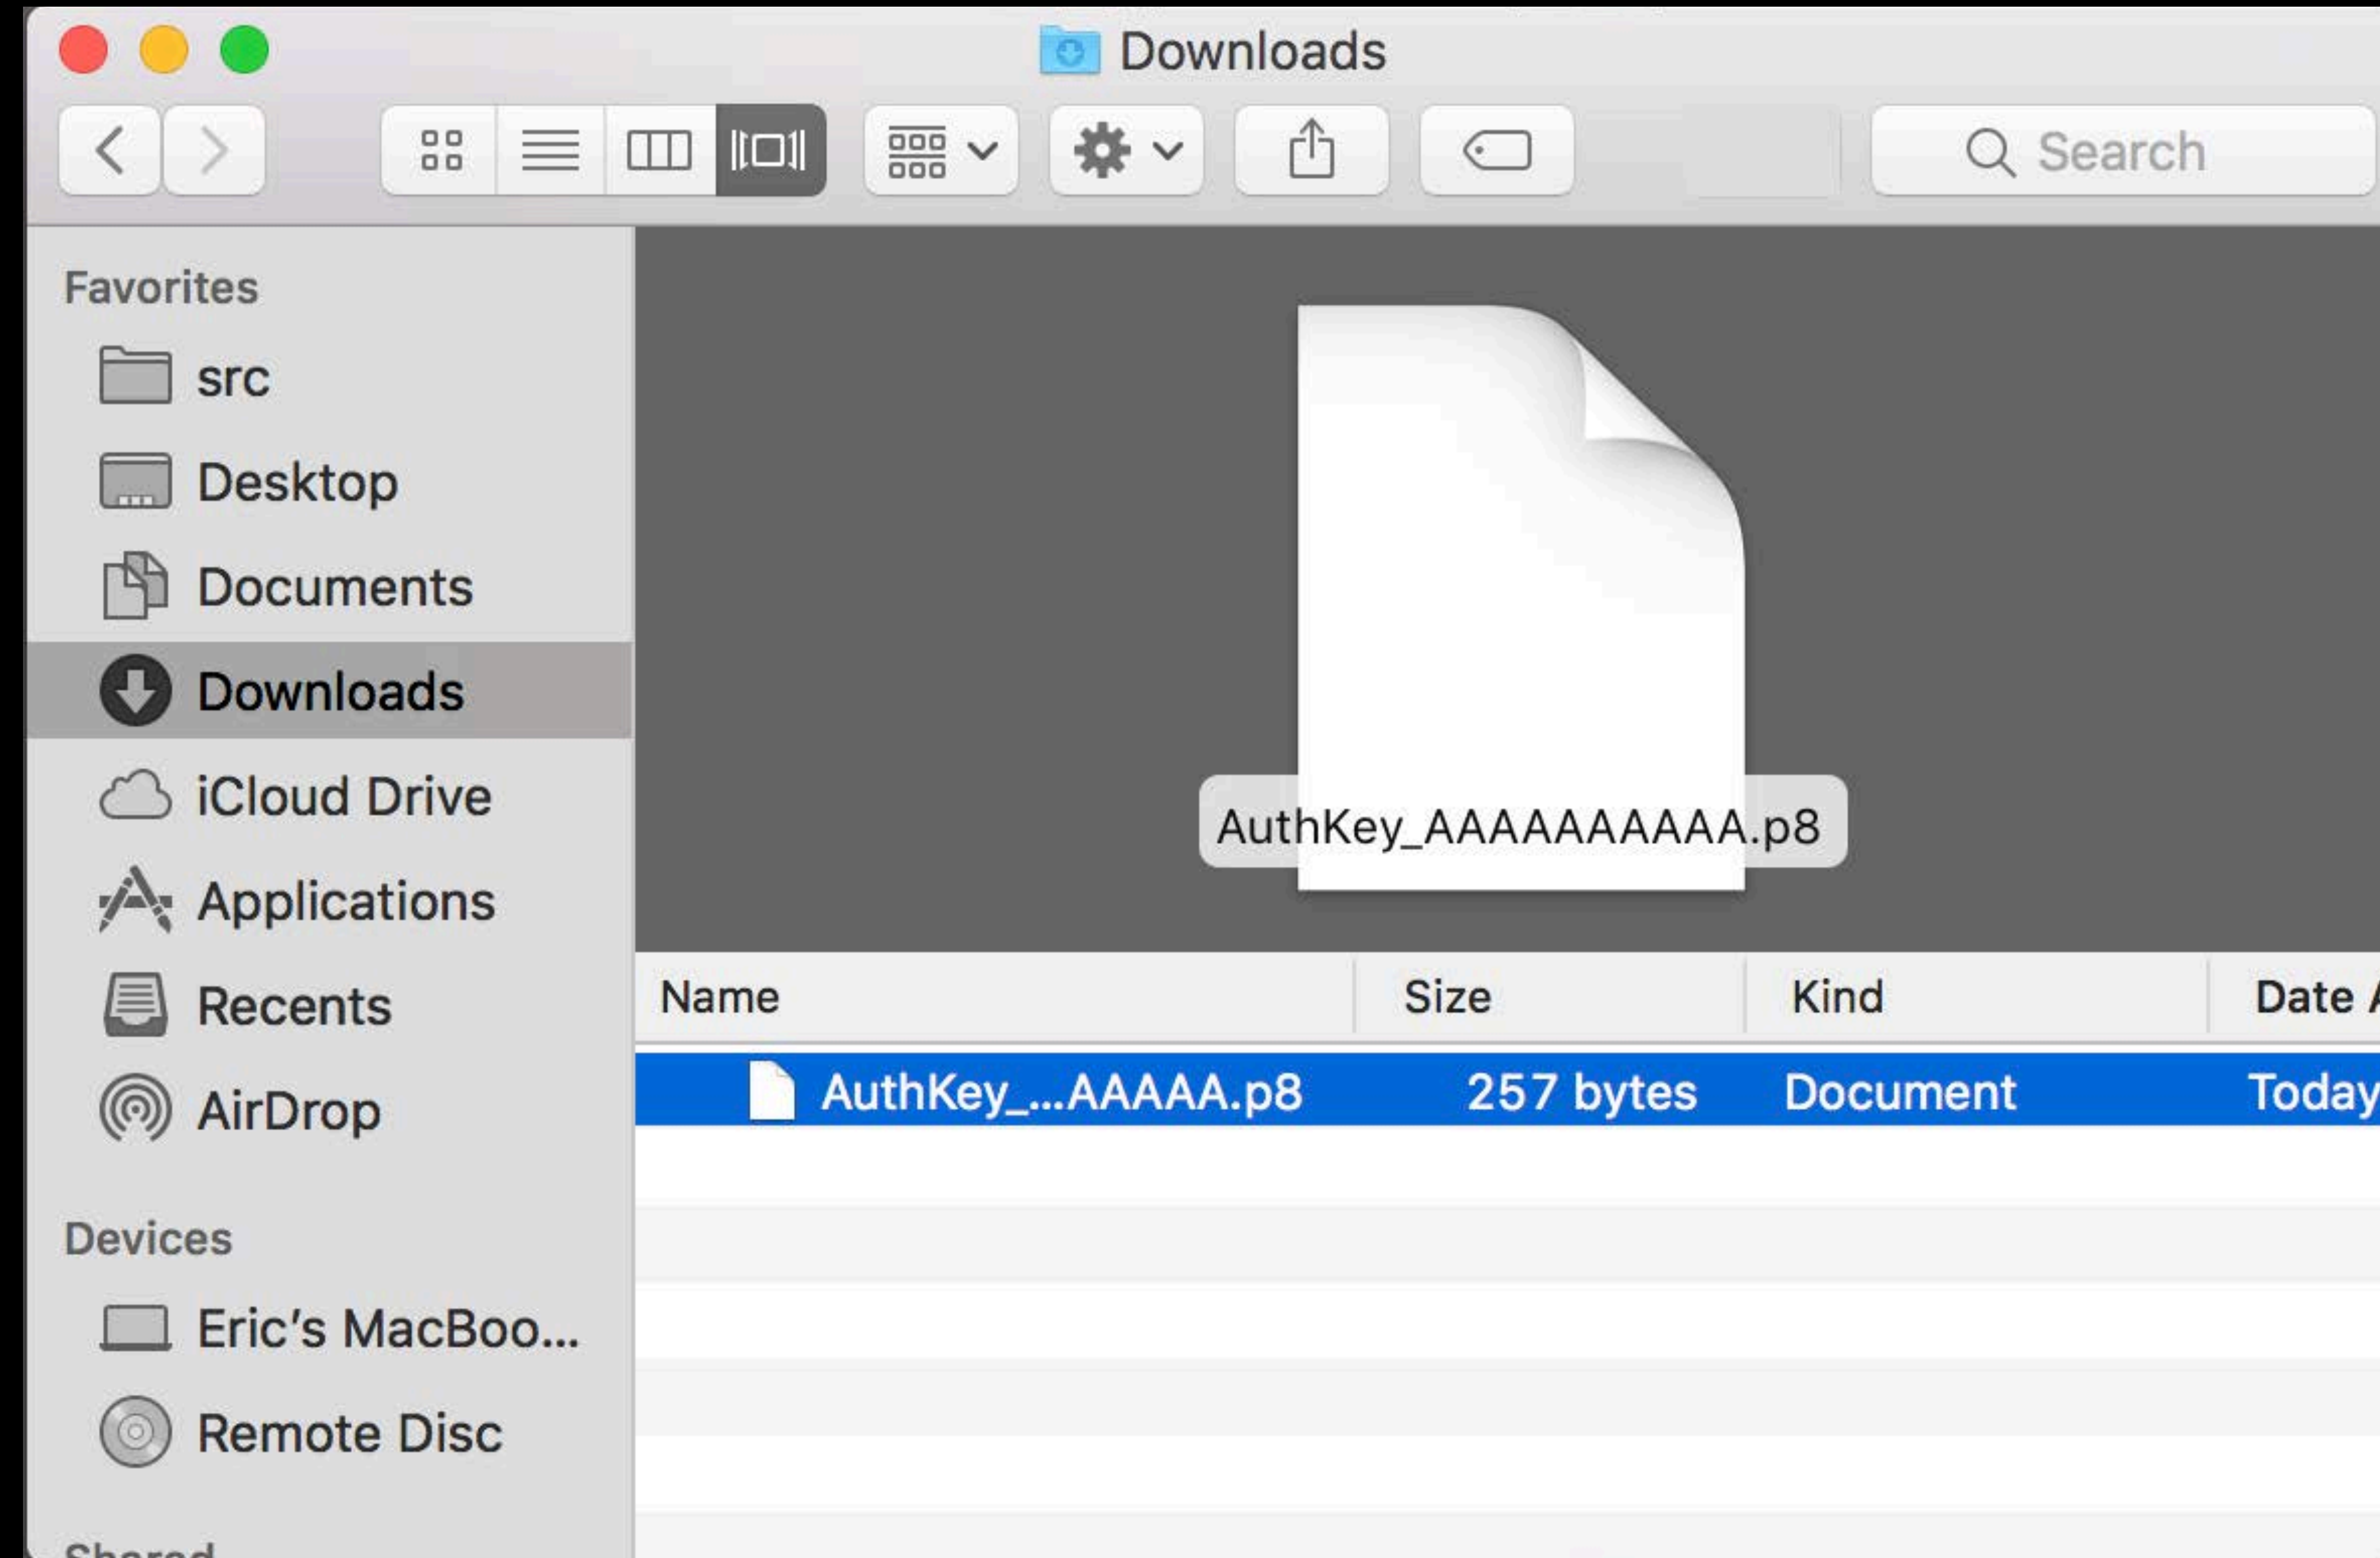 Downloads
Search
Favorites
src
Desktop
Documents
Downloads
iCloud Drive
Applications
Recents
AirDrop
Devices
Eric's MacBoo...
Remote Disc
Shared
AuthKey_AAAAAAAAAA.p8
Name Size Kind Date A
AuthKey_...AAAAA.p8 257 bytes Document Today